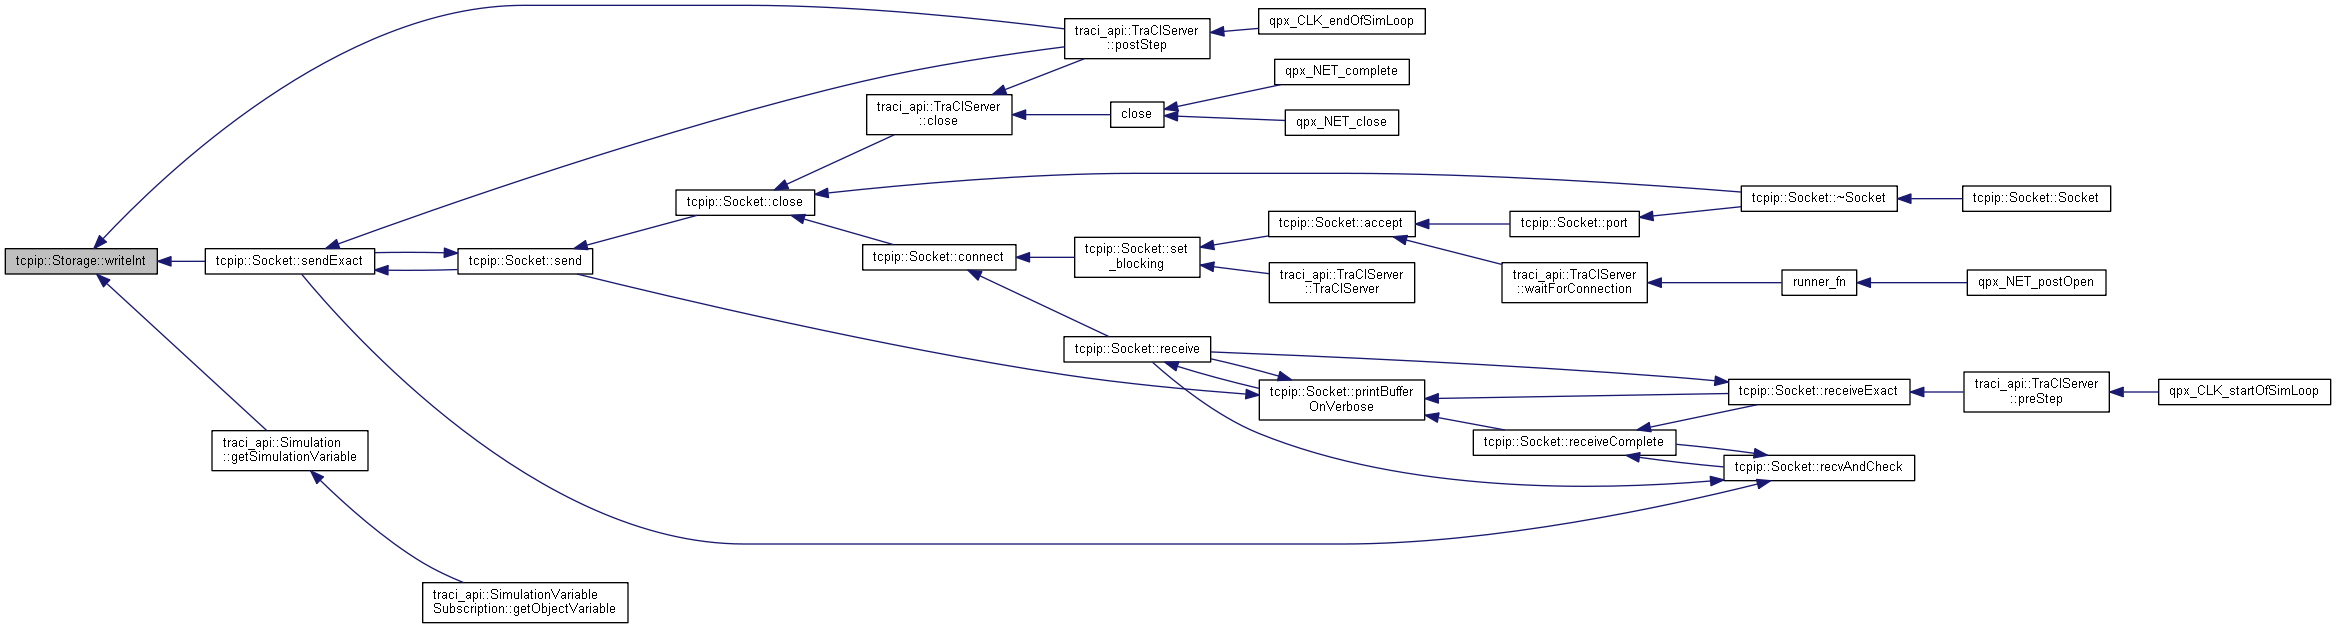 traci_api::TraCIServer
::postStep
qpx_CLK_endOfSimLoop
qpx_NET_complete
traci_api::TraCIServer
::close
close
qpx_NET_close
tcpip::Socket::close
tcpip::Socket::~Socket
tcpip::Socket::Socket
tcpip::Socket::accept
tcpip::Socket::port
tcpip::Storage::writeInt
tcpip::Socket::sendExact
tcpip::Socket::send
tcpip::Socket::connect
tcpip::Socket::set
_blocking
traci_api::TraCIServer
::TraCIServer
traci_api::TraCIServer
::waitForConnection
runner_fn
qpx_NET_postOpen
tcpip::Socket::receive
tcpip::Socket::printBuffer
OnVerbose
tcpip::Socket::receiveExact
traci_api::TraCIServer
::preStep
qpx_CLK_startOfSimLoop
tcpip::Socket::receiveComplete
tcpip::Socket::recvAndCheck
traci_api::Simulation
::getSimulationVariable
traci_api::SimulationVariable
Subscription::getObjectVariable